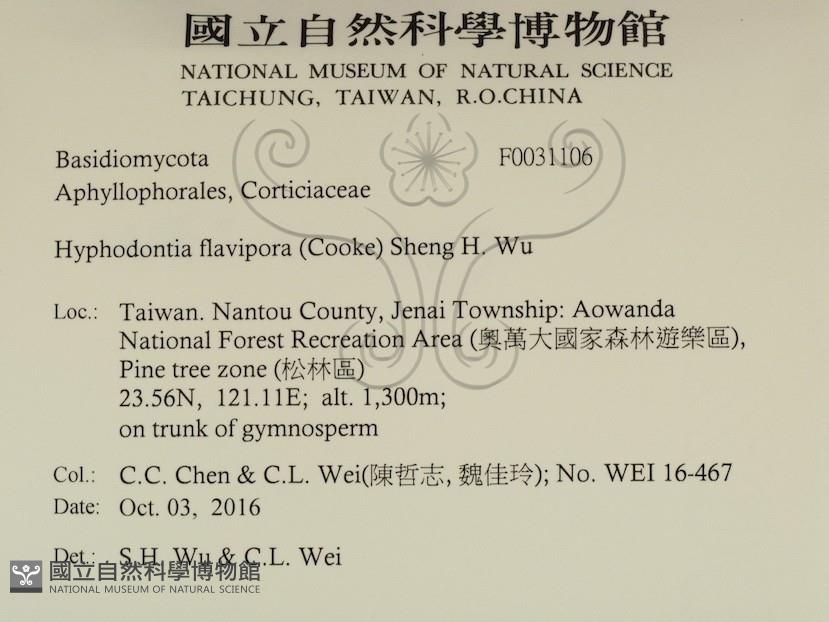 國立自然科學博物館
NATIONAL MUSEUM OF NATURAL SCIENCE
TAICHUNG, TAIWAN, R.O.CHINA
Basidiomycota F0031106
Aphyllophorales, Corticiaceae
Hyphodontia flavipora (Cooke) Sheng H. Wu
Loc.: Taiwan. Nantou County, Jenai Township: Aowanda
National Forest Recreation Area (奧萬大國家森林遊樂區),
Pine tree zone (松林區)
23.56N, 121.11E; alt. 1,300m;
on trunk of gymnosperm
Col.: C.C. Chen & C.L. Wei(陳哲志, 魏佳玲); No. WEI 16-467
Date: Oct. 03, 2016
Det.: S.H. Wu & C.L. Wei
國立自然科學博物館
NATIONAL MUSEUM OF NATURAL SCIENCE